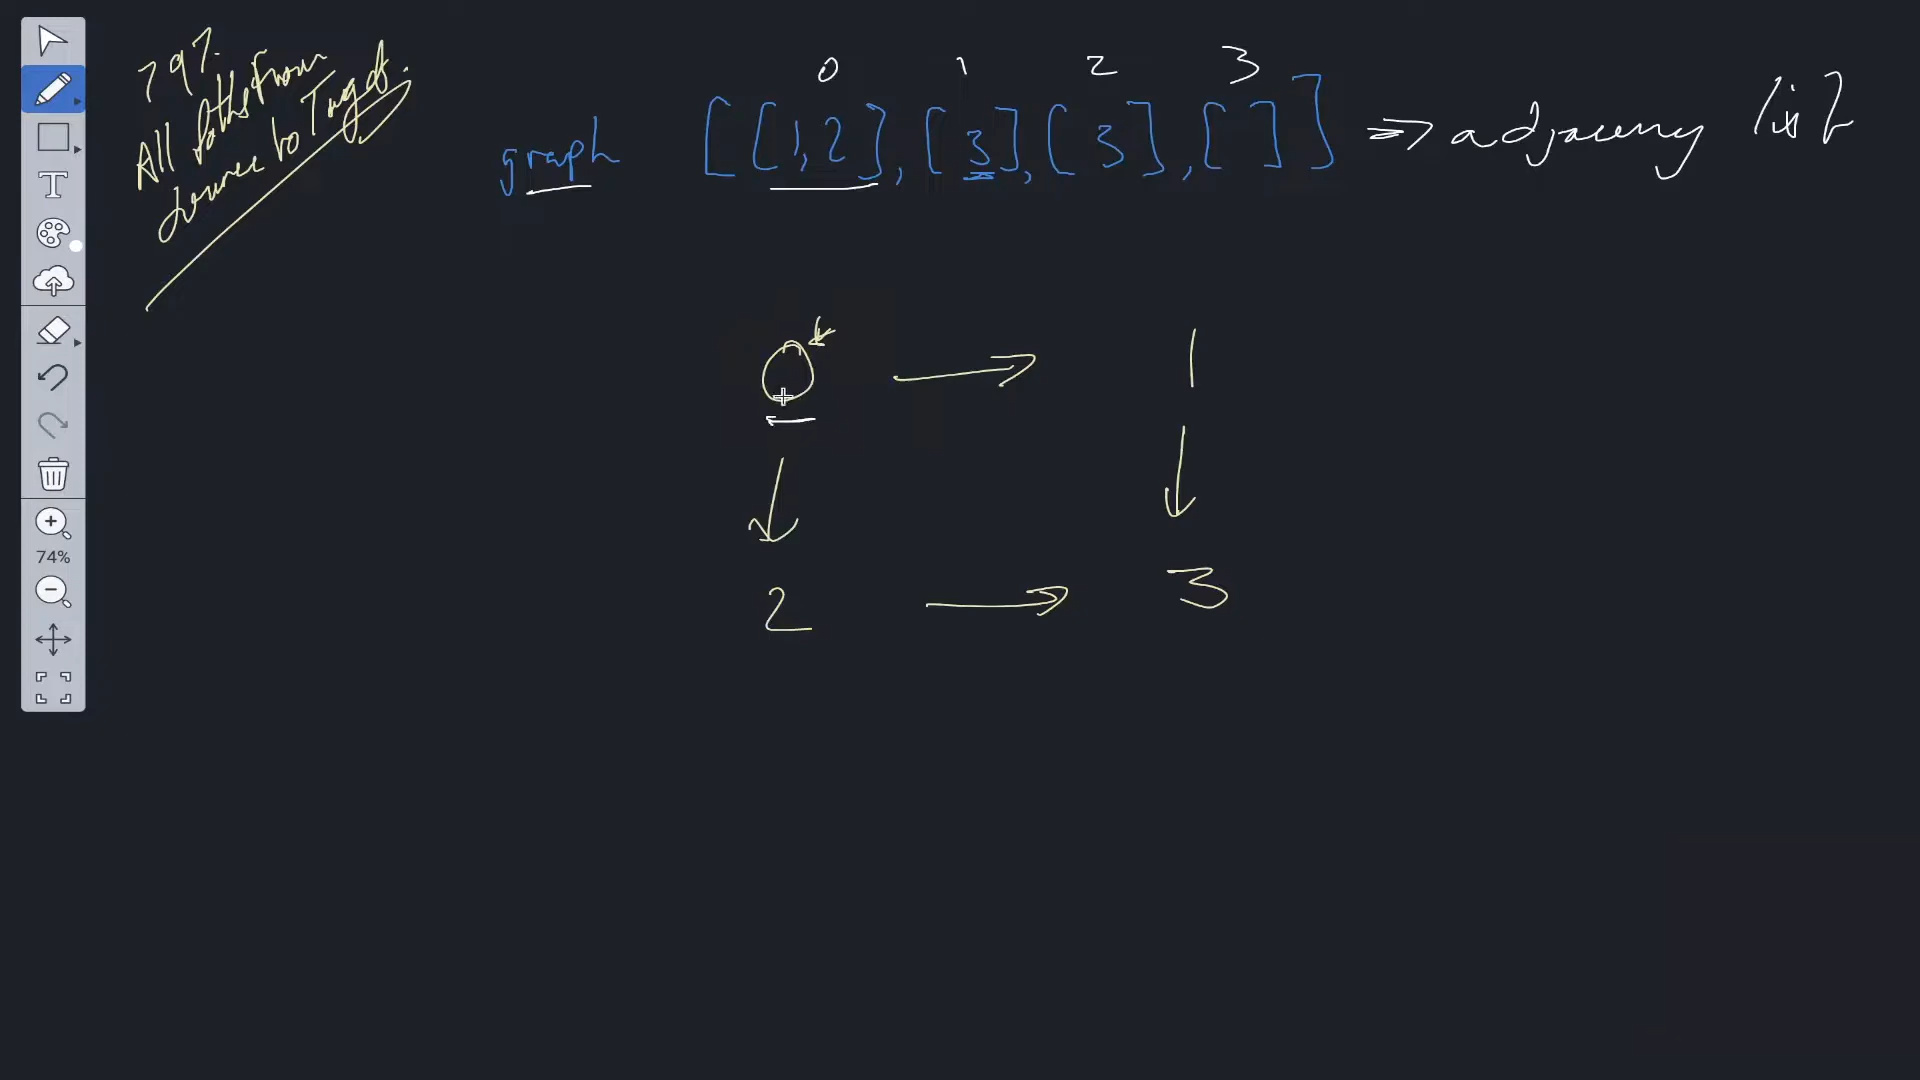 797.
All Paths From
Source to Target.
0 1 2 3
graph [[1,2],[3],[3],[]] => adjacency list
0 1
2 3
T
74%